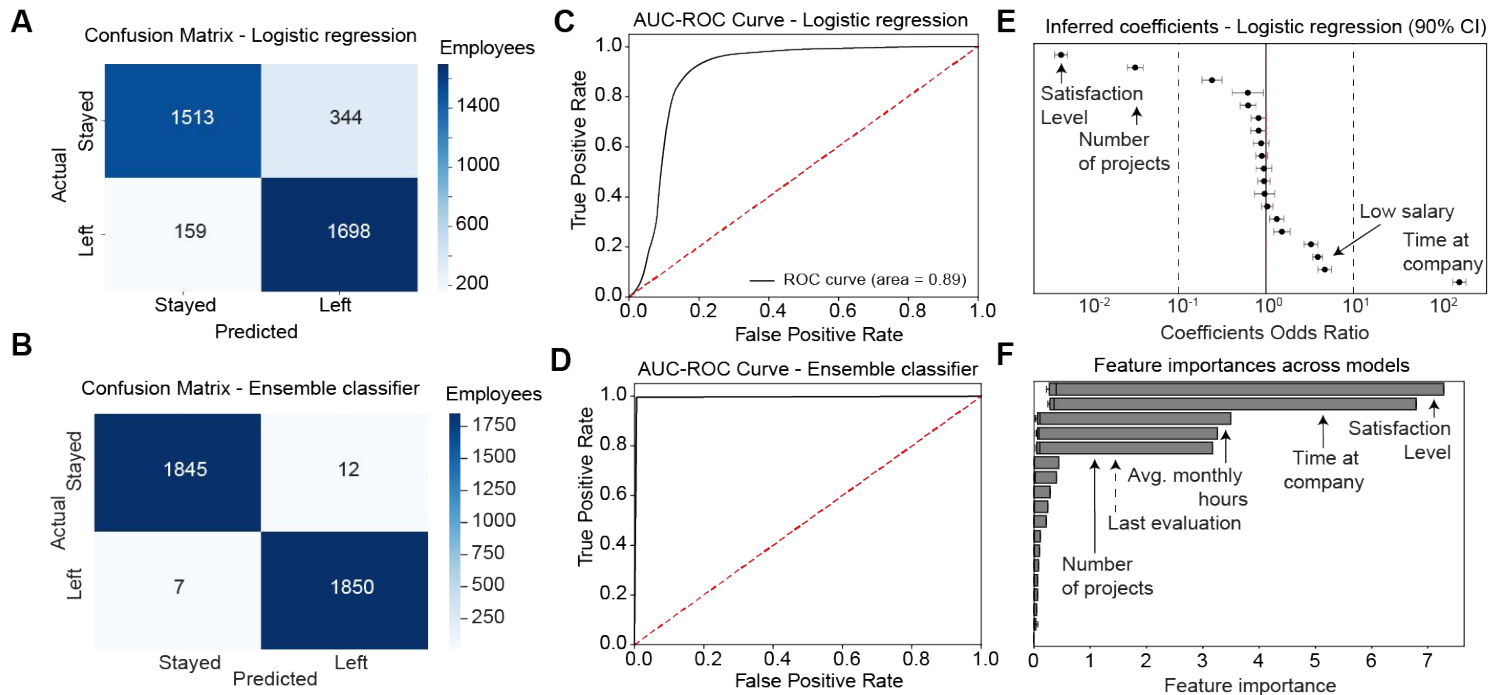 A
Confusion Matrix - Logistic regression
Employees
Actual
Stayed
Left
1513
344
159
1698
Stayed
Left
Predicted
1400
1000
600
200
B
Confusion Matrix - Ensemble classifier
Employees
Actual
Stayed
Left
1845
12
7
1850
Stayed
Left
Predicted
1750
1500
1250
1000
750
500
250
C
AUC-ROC Curve - Logistic regression
True Positive Rate
1.0
0.8
0.6
0.4
0.2
0.0
ROC curve (area = 0.89)
0.0 0.2 0.4 0.6 0.8 1.0
False Positive Rate
D
AUC-ROC Curve - Ensemble classifier
True Positive Rate
1.0
0.8
0.6
0.4
0.2
0.0
0.0 0.2 0.4 0.6 0.8 1.0
False Positive Rate
E
Inferred coefficients - Logistic regression (90% CI)
Satisfaction
Level
Number
of projects
Low salary
Time at
company
10-2 10-1 100 101 102
Coefficients Odds Ratio
F
Feature importances across models
Satisfaction
Level
Time at
company
Avg. monthly
hours
Last evaluation
Number
of projects
0 1 2 3 4 5 6 7
Feature importance